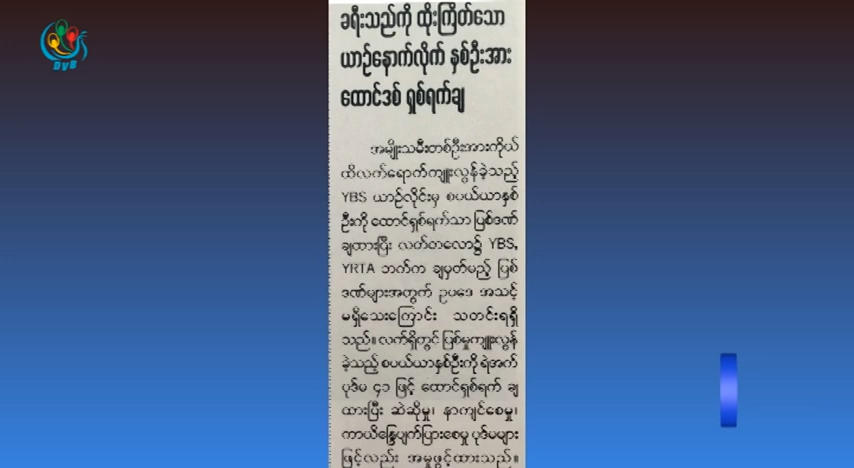 DVB
ခရီးသည်ကို ထိုးကြိတ်သော
ယာဉ်နောက်လိုက် နှစ်ဦးအား
ထောင်ဒဏ် ရှစ်ရက်ချ
အမျိုးသမီးတစ်ဦးအားကိုယ်
ထိလက်ရောက်ကျူးလွန်ခဲ့သည့်
YBS ယာဉ်လိုင်းမှ စပယ်ယာနှစ်
ဦးကို ထောင်ရှစ်ရက်သာ ပြစ်ဒဏ်
ချထားပြီး လတ်တလော၌ YBS,
YRTA ဘက်က ချမှတ်မည့် ပြစ်
ဒဏ်များအတွက် ဥပဒေ အသင့်
မရှိသေးကြောင်း သတင်းရရှိ
သည်။ လက်ရှိတွင် ပြစ်မှုကျူးလွန်
ခဲ့သည့် စပယ်ယာနှစ်ဦးကို ရဲအက်
ပုဒ်မ ၄၁ ဖြင့် ထောင်ရှစ်ရက် ချ
ထားပြီး ဆဲဆိုမှု၊ နာကျင်စေမှု၊
ကာယိန္ဒြေပျက်ပြားစေမှု ပုဒ်မများ
ဖြင့်လည်း အမှုဖွင့်ထားသည်။